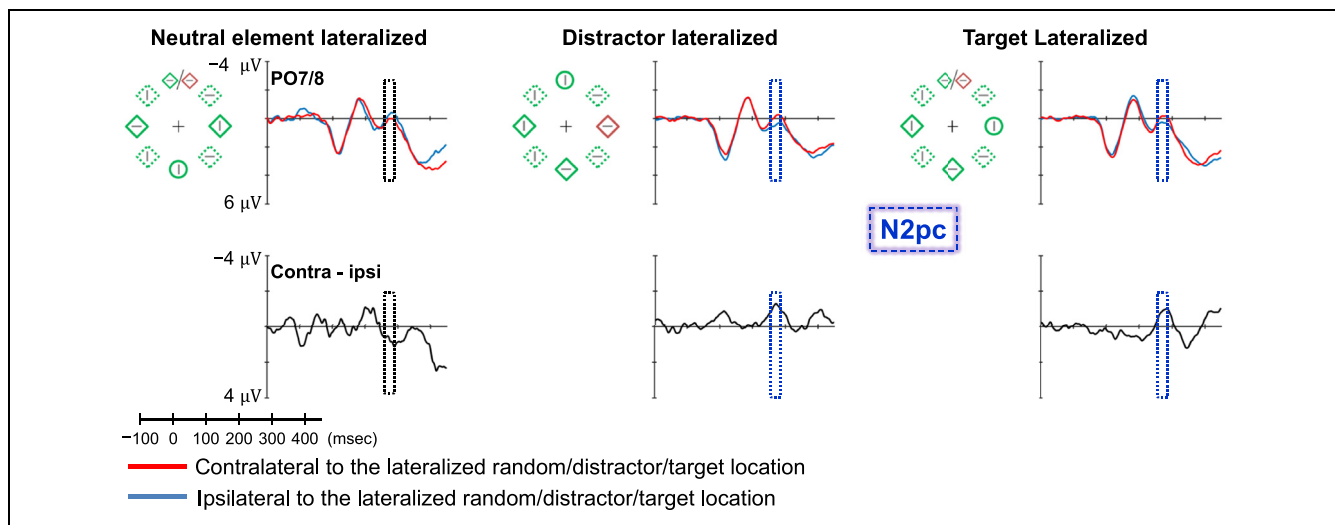 Neutral element lateralized
Distractor lateralized
Target Lateralized
−4 μV
PO7/8
6 μV
N2pc
−4 μV
Contra - ipsi
4 μV
−100 0 100 200 300 400 (msec)
Contralateral to the lateralized random/distractor/target location
Ipsilateral to the lateralized random/distractor/target location